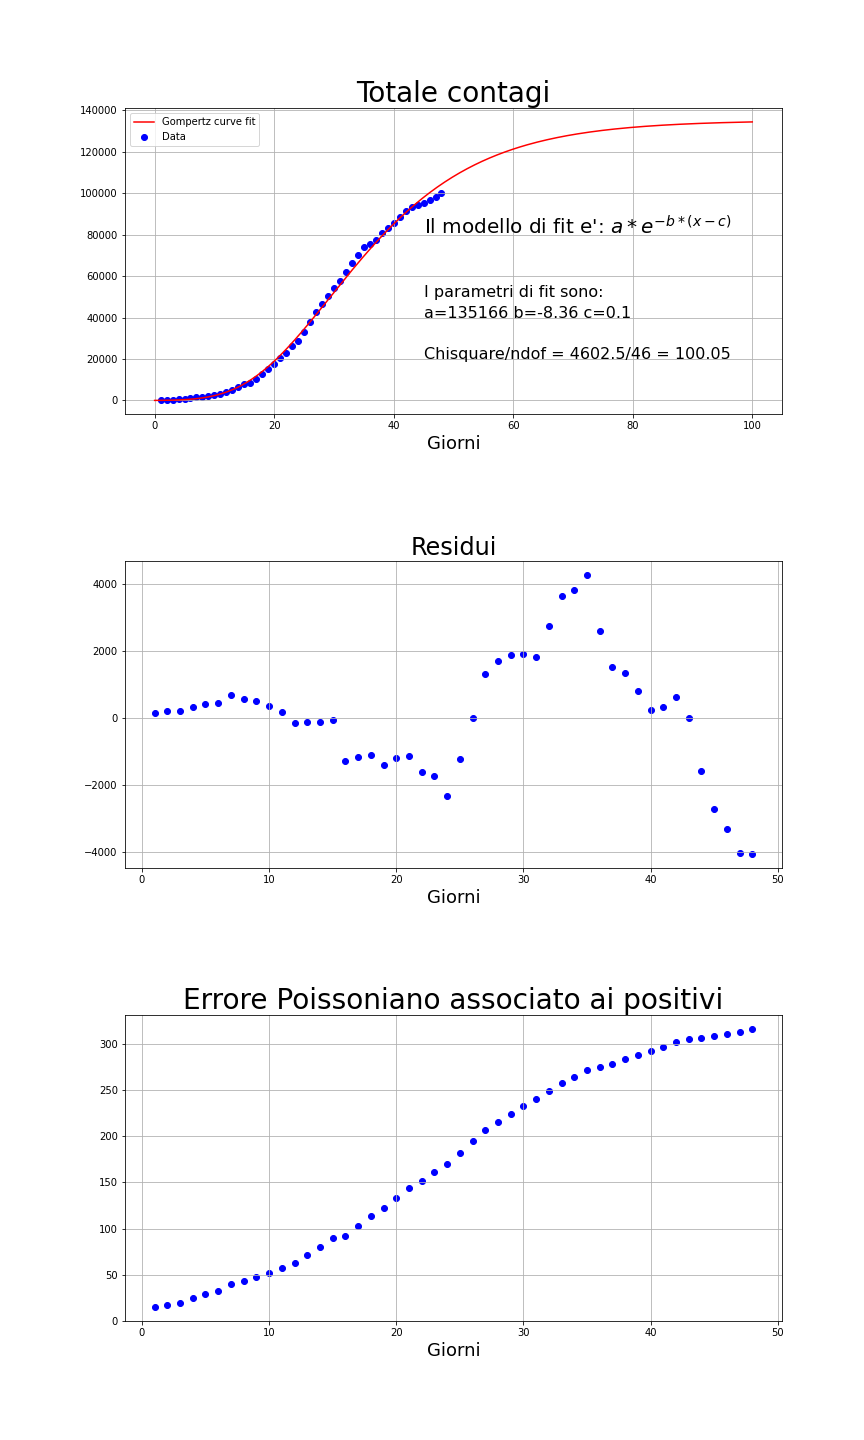 Totale contagi
140000
120000
100000
80000
60000
40000
20000
0
Gompertz curve fit
Data
Il modello di fit e': a * e^{-b*(x-c)}
I parametri di fit sono:
a=135166 b=-8.36 c=0.1
Chisquare/ndof = 4602.5/46 = 100.05
0 20 40 60 80 100
Giorni
Residui
4000
2000
0
−2000
−4000
0 10 20 30 40 50
Giorni
Errore Poissoniano associato ai positivi
300
250
200
150
100
50
0
0 10 20 30 40 50
Giorni